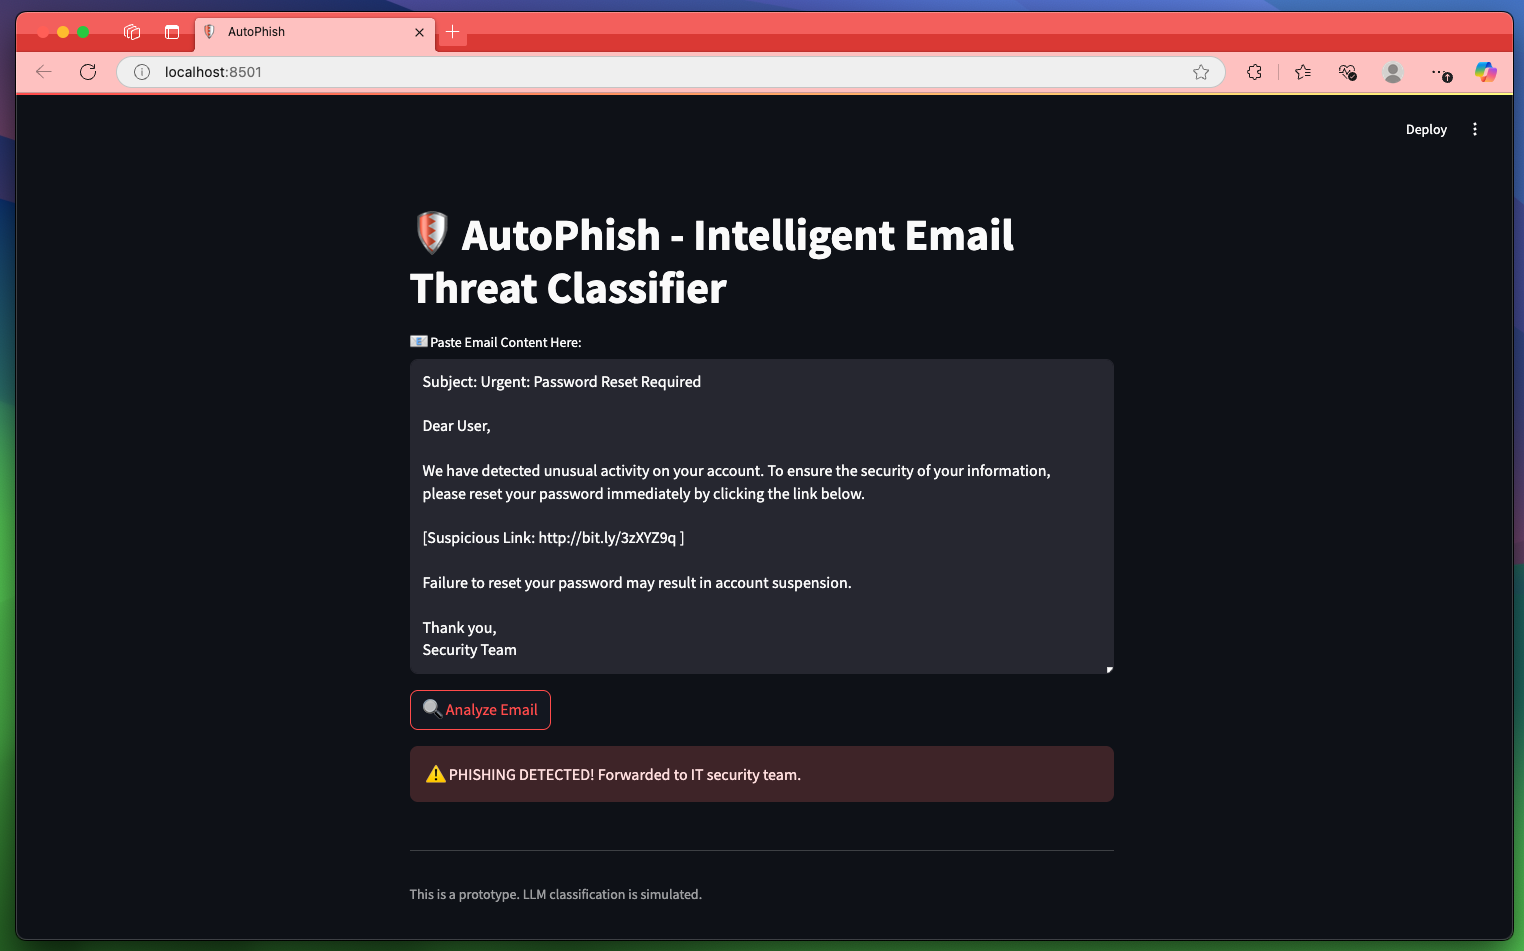 AutoPhish
localhost:8501
Deploy
AutoPhish - Intelligent Email
Threat Classifier
Paste Email Content Here:
Subject: Urgent: Password Reset Required
Dear User,
We have detected unusual activity on your account. To ensure the security of your information,
please reset your password immediately by clicking the link below.
[Suspicious Link: http://bit.ly/3zXYZ9q ]
Failure to reset your password may result in account suspension.
Thank you,
Security Team
Analyze Email
PHISHING DETECTED! Forwarded to IT security team.
This is a prototype. LLM classification is simulated.